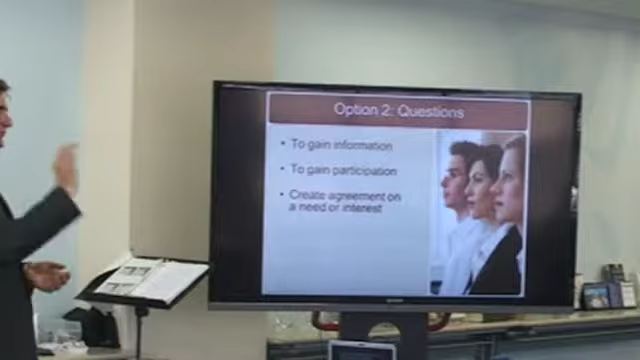 Option 2: Questions
• To gain information
• To gain participation
• Create agreement on
a need or interest